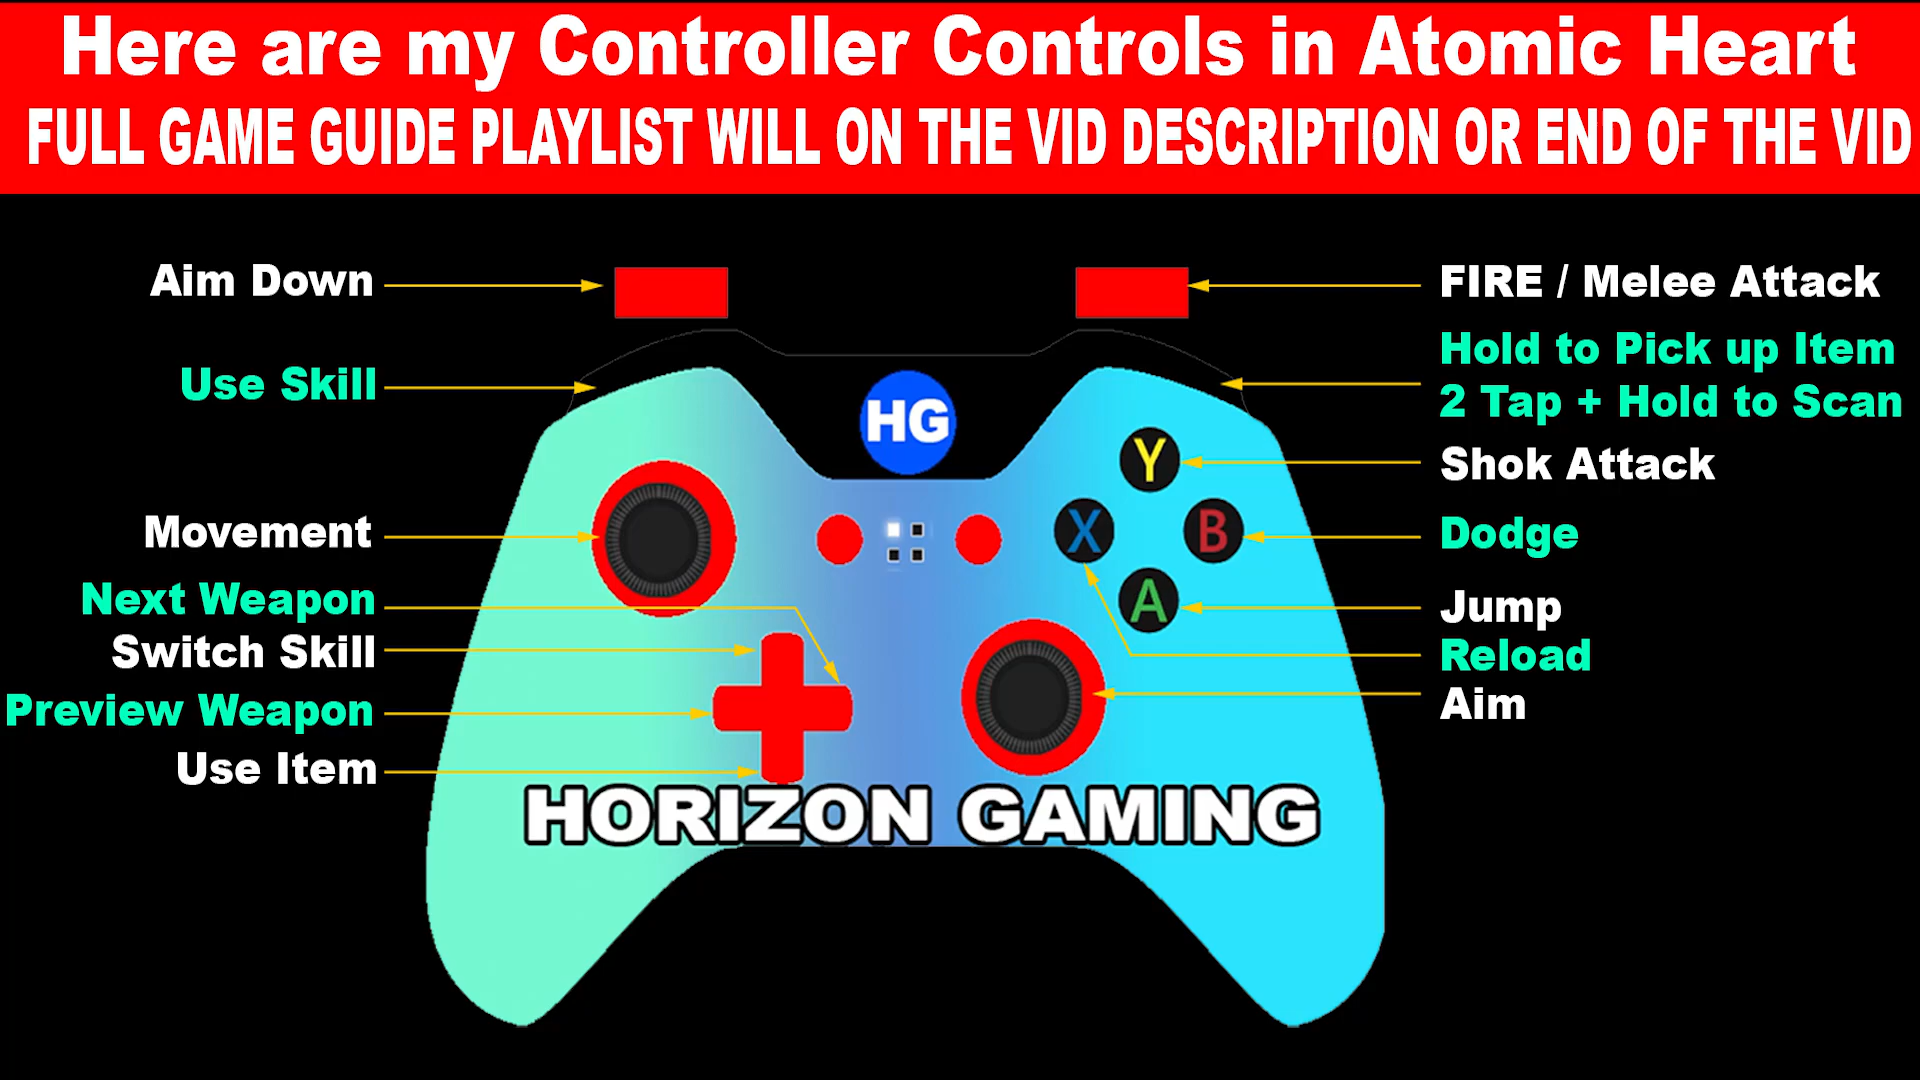 Here are my Controller Controls in Atomic Heart
FULL GAME GUIDE PLAYLIST WILL ON THE VID DESCRIPTION OR END OF THE VID
Aim Down
FIRE / Melee Attack
Use Skill
Hold to Pick up Item
2 Tap + Hold to Scan
HG
Y
Shok Attack
Movement
X
B
Dodge
Next Weapon
A
Jump
Switch Skill
Reload
Preview Weapon
Aim
Use Item
HORIZON GAMING